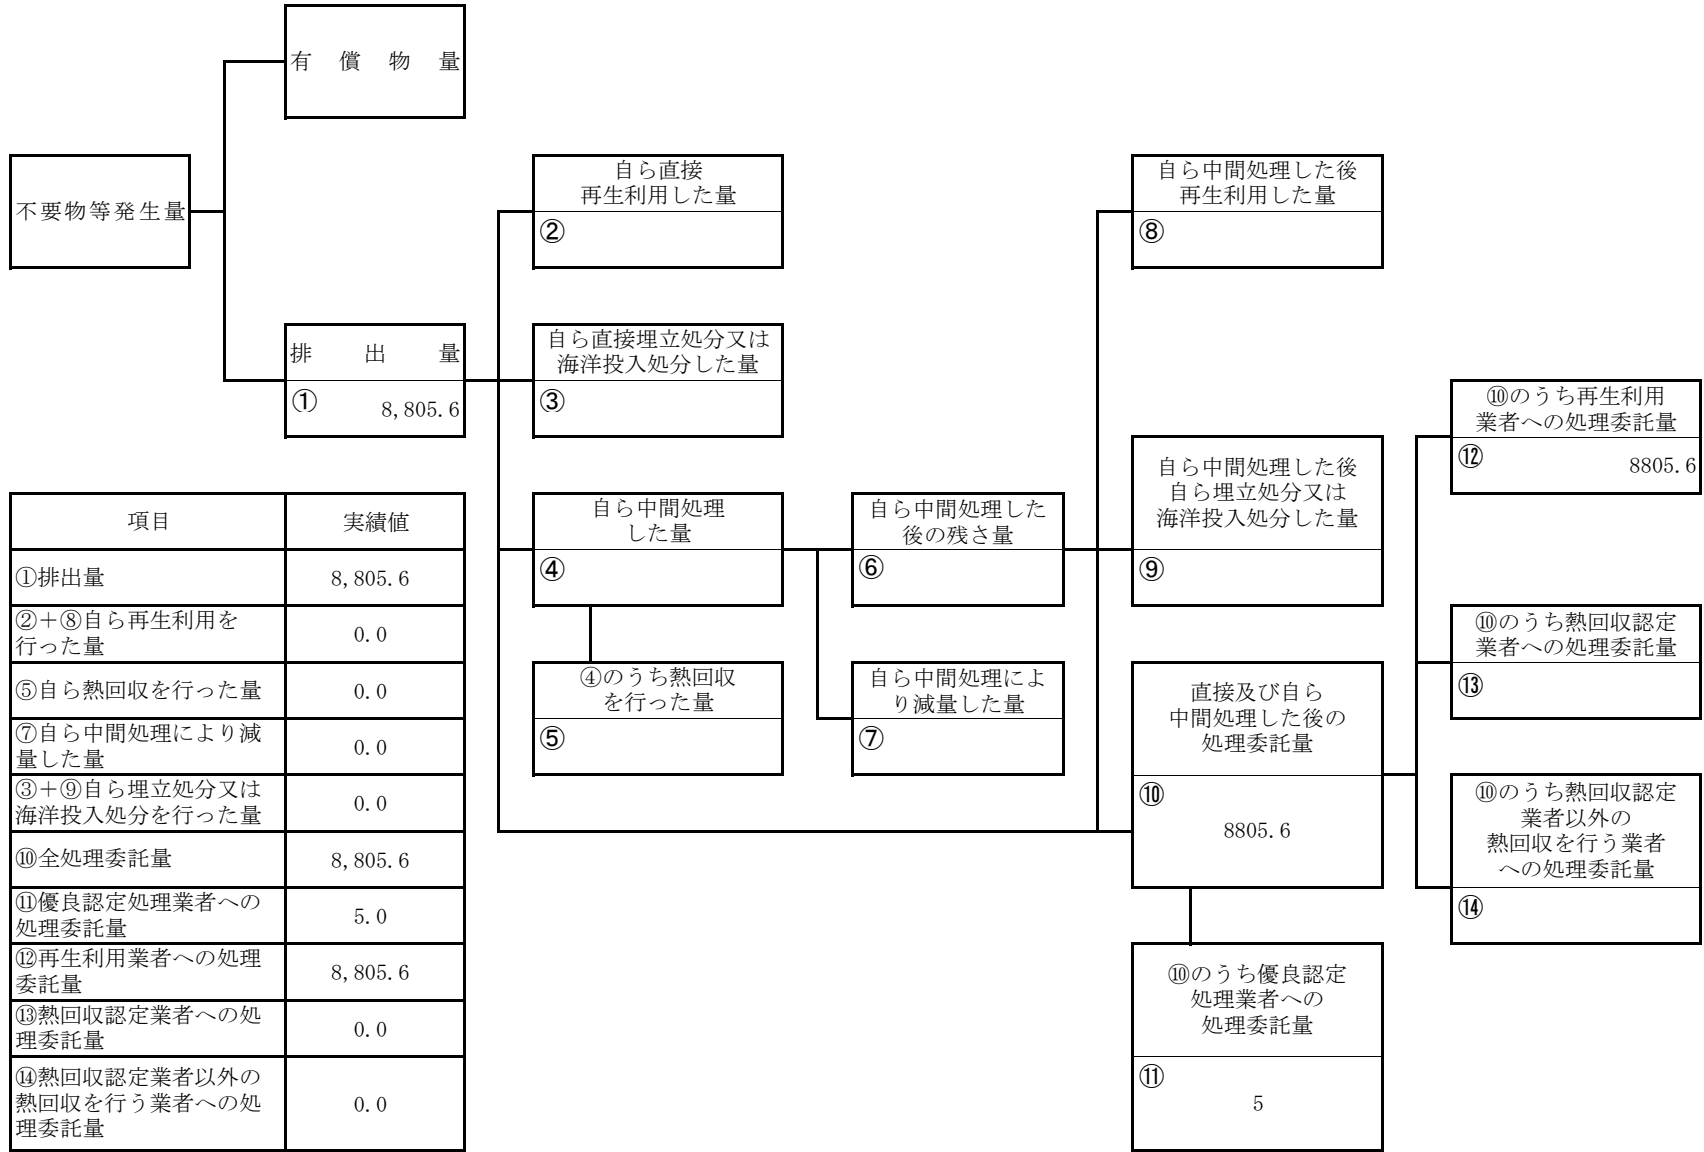 有償物量
不要物等発生量
排出量
① 8,805.6
自ら直接
再生利用した量
②
自ら直接埋立処分又は
海洋投入処分した量
③
自ら中間処理
した量
④
④のうち熱回収
を行った量
⑤
自ら中間処理した
後の残さ量
⑥
自ら中間処理によ
り減量した量
⑦
自ら中間処理した後
再生利用した量
⑧
自ら中間処理した後
自ら埋立処分又は
海洋投入処分した量
⑨
直接及び自ら
中間処理した後の
処理委託量
⑩
8805.6
⑩のうち優良認定
処理業者への
処理委託量
⑪
5
⑩のうち再生利用
業者への処理委託量
⑫ 8805.6
⑩のうち熱回収認定
業者への処理委託量
⑬
⑩のうち熱回収認定
業者以外の
熱回収を行う業者
への処理委託量
⑭
項目 実績値
①排出量 8,805.6
②+⑧自ら再生利用を
行った量 0.0
⑤自ら熱回収を行った量 0.0
⑦自ら中間処理により減
量した量 0.0
③+⑨自ら埋立処分又は
海洋投入処分を行った量 0.0
⑩全処理委託量 8,805.6
⑪優良認定処理業者への
処理委託量 5.0
⑫再生利用業者への処理
委託量 8,805.6
⑬熱回収認定業者への処
理委託量 0.0
⑭熱回収認定業者以外の
熱回収を行う業者への処
理委託量 0.0